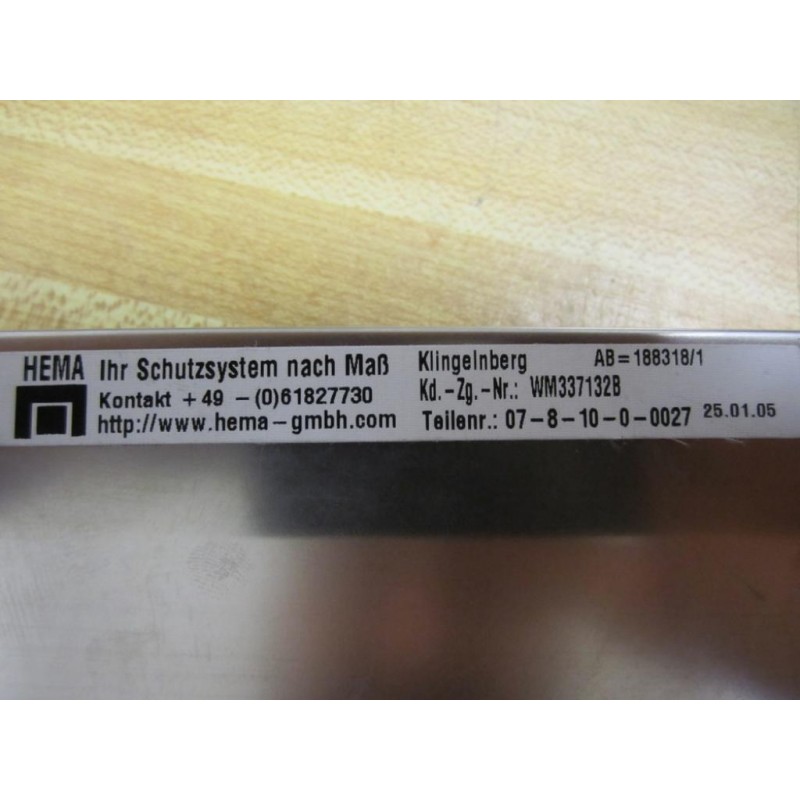 HEMA Ihr Schutzsystem nach Maß
Kontakt +49 -(0)61827730
http://www.hema-gmbh.com
Klingelnberg AB=188318/1
Kd.-Zg.-Nr.: WM337132B
Teilenr.: 07-8-10-0-0027 25.01.05